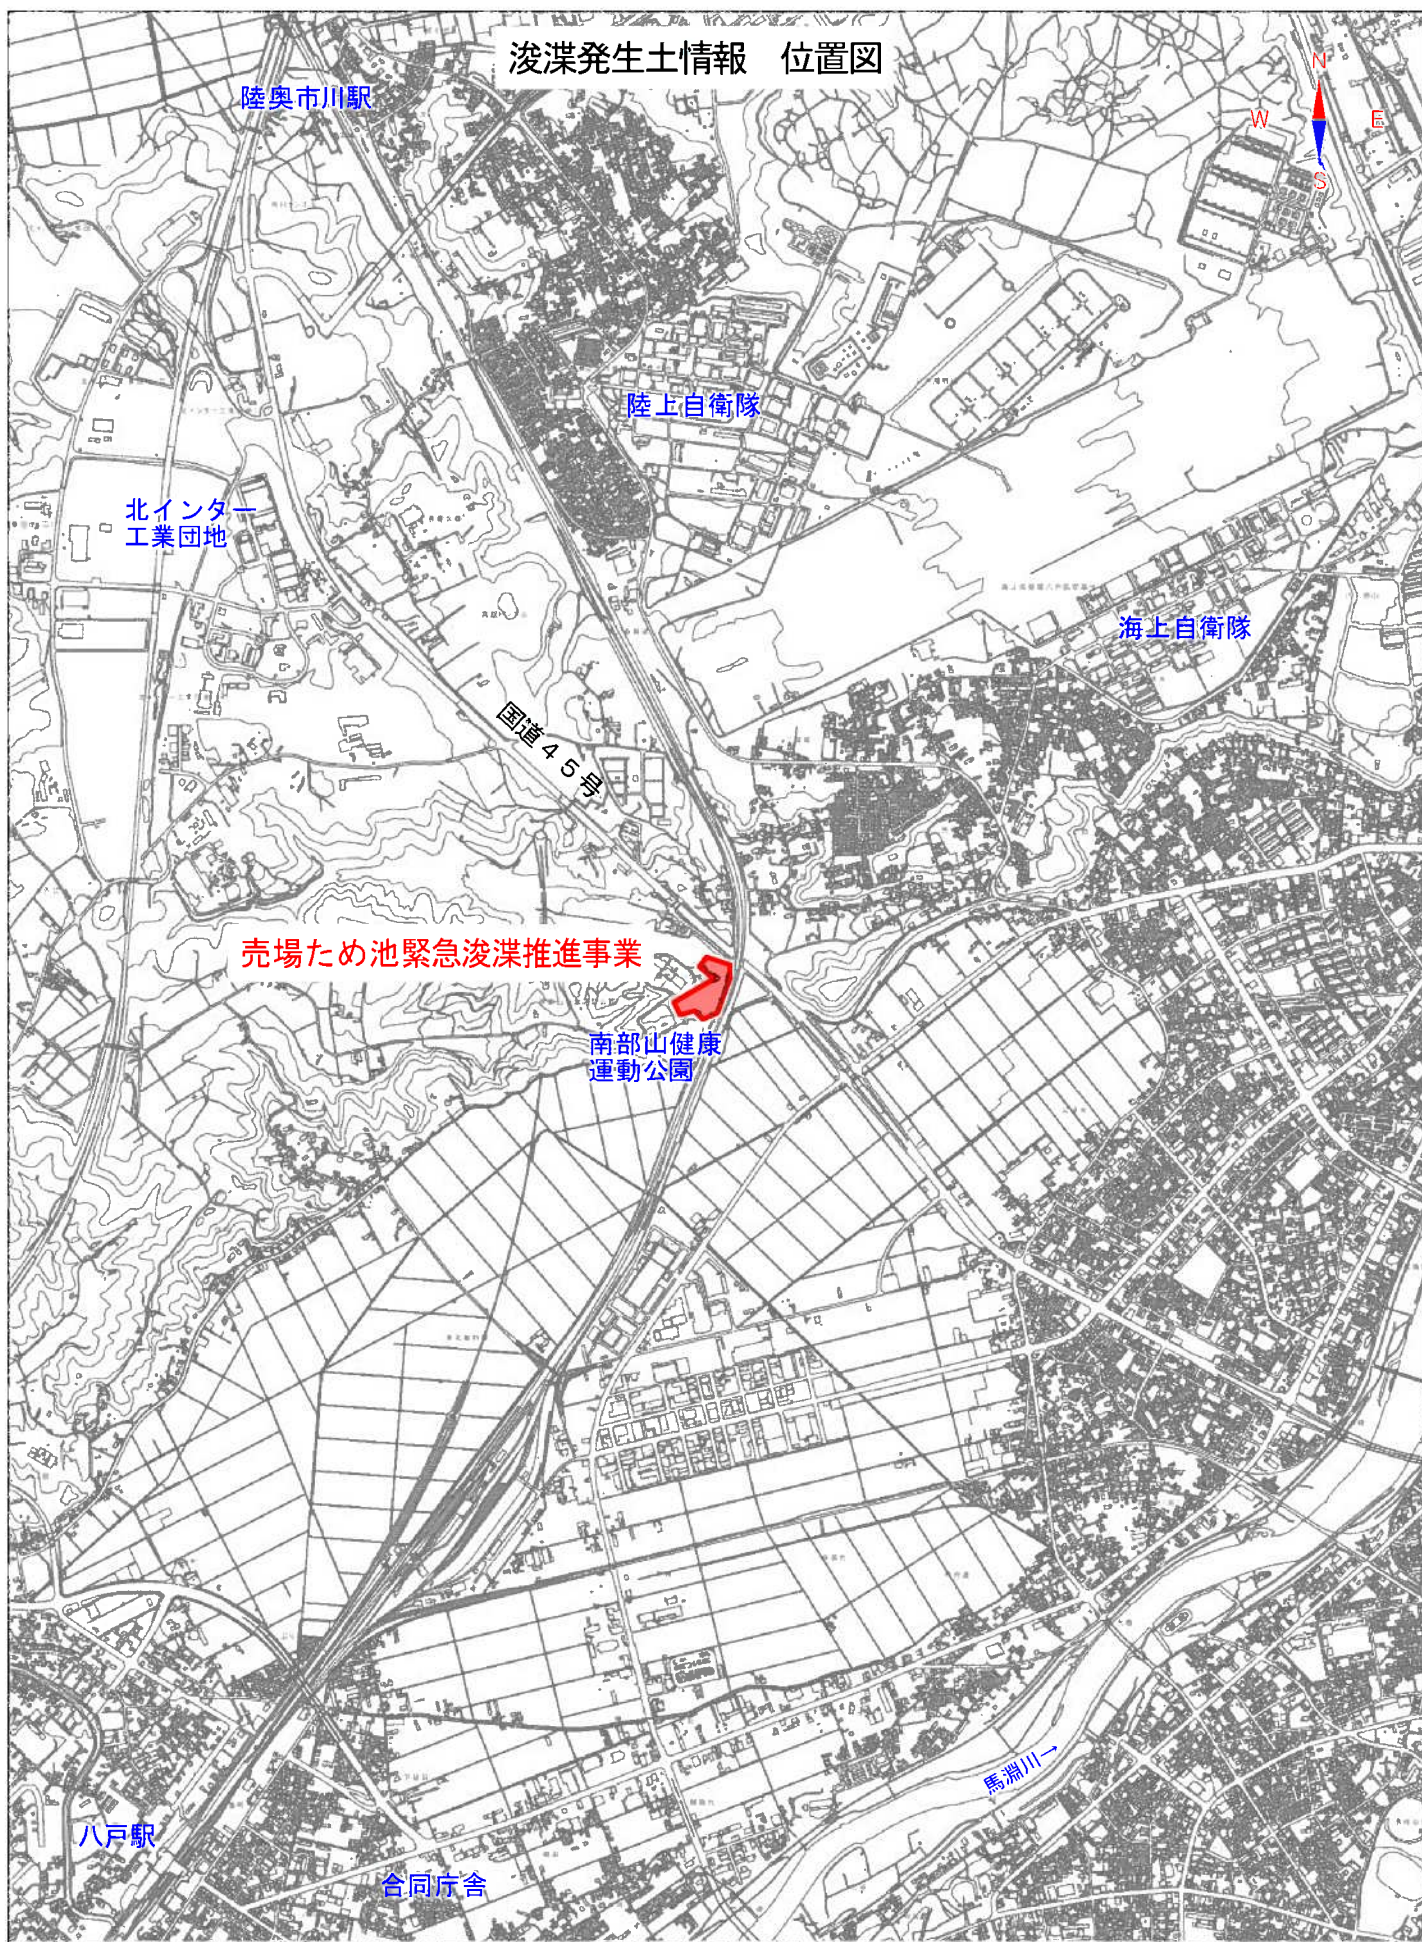 浚渫発生土情報　位置図
陸奥市川駅
N
W
E
S
陸上自衛隊
北インター
工業団地
海上自衛隊
国道４５号
売場ため池緊急浚渫推進事業
南部山健康
運動公園
馬淵川→
八戸駅
合同庁舎